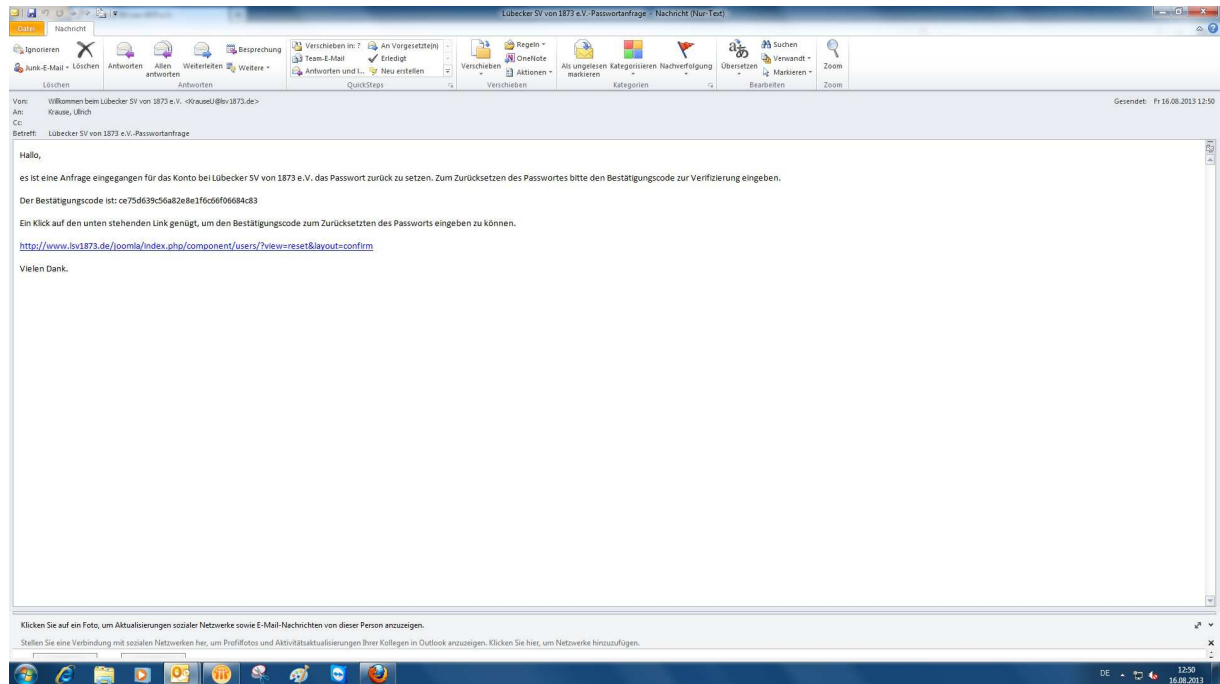 Lübecker SV von 1873 e.V.-Passwortanfrage - Nachricht (Nur-Text)
Datei Nachricht
Ignorieren
Junk-E-Mail
Löschen
Antworten
Allen antworten
Weiterleiten
Besprechung
Weitere
Verschieben in: ?
An Vorgesetzte(n)
Team-E-Mail
Erledigt
Antworten und l...
Neu erstellen
Verschieben
Regeln
OneNote
Aktionen
Als ungelesen markieren
Kategorisieren
Nachverfolgung
Übersetzen
Suchen
Verwandt
Markieren
Zoom
Löschen Antworten QuickSteps Verschieben Kategorien Bearbeiten Zoom
Von: Willkommen beim Lübecker SV von 1873 e.V. <KrauseU@lsv1873.de> Gesendet: Fr 16.08.2013 12:50
An: Krause, Ulrich
Cc:
Betreff: Lübecker SV von 1873 e.V.-Passwortanfrage
Hallo,
es ist eine Anfrage eingegangen für das Konto bei Lübecker SV von 1873 e.V. das Passwort zurück zu setzen. Zum Zurücksetzen des Passwortes bitte den Bestätigungscode zur Verifizierung eingeben.
Der Bestätigungscode ist: ce75d639c56a82e8e1f6c66f06684c83
Ein Klick auf den unten stehenden Link genügt, um den Bestätigungscode zum Zurücksetzten des Passworts eingeben zu können.
http://www.lsv1873.de/joomla/index.php/component/users/?view=reset&layout=confirm
Vielen Dank.
Klicken Sie auf ein Foto, um Aktualisierungen sozialer Netzwerke sowie E-Mail-Nachrichten von dieser Person anzuzeigen.
Stellen Sie eine Verbindung mit sozialen Netzwerken her, um Profilfotos und Aktivitätsaktualisierungen Ihrer Kollegen in Outlook anzuzeigen. Klicken Sie hier, um Netzwerke hinzuzufügen.
DE 12:50
16.08.2013